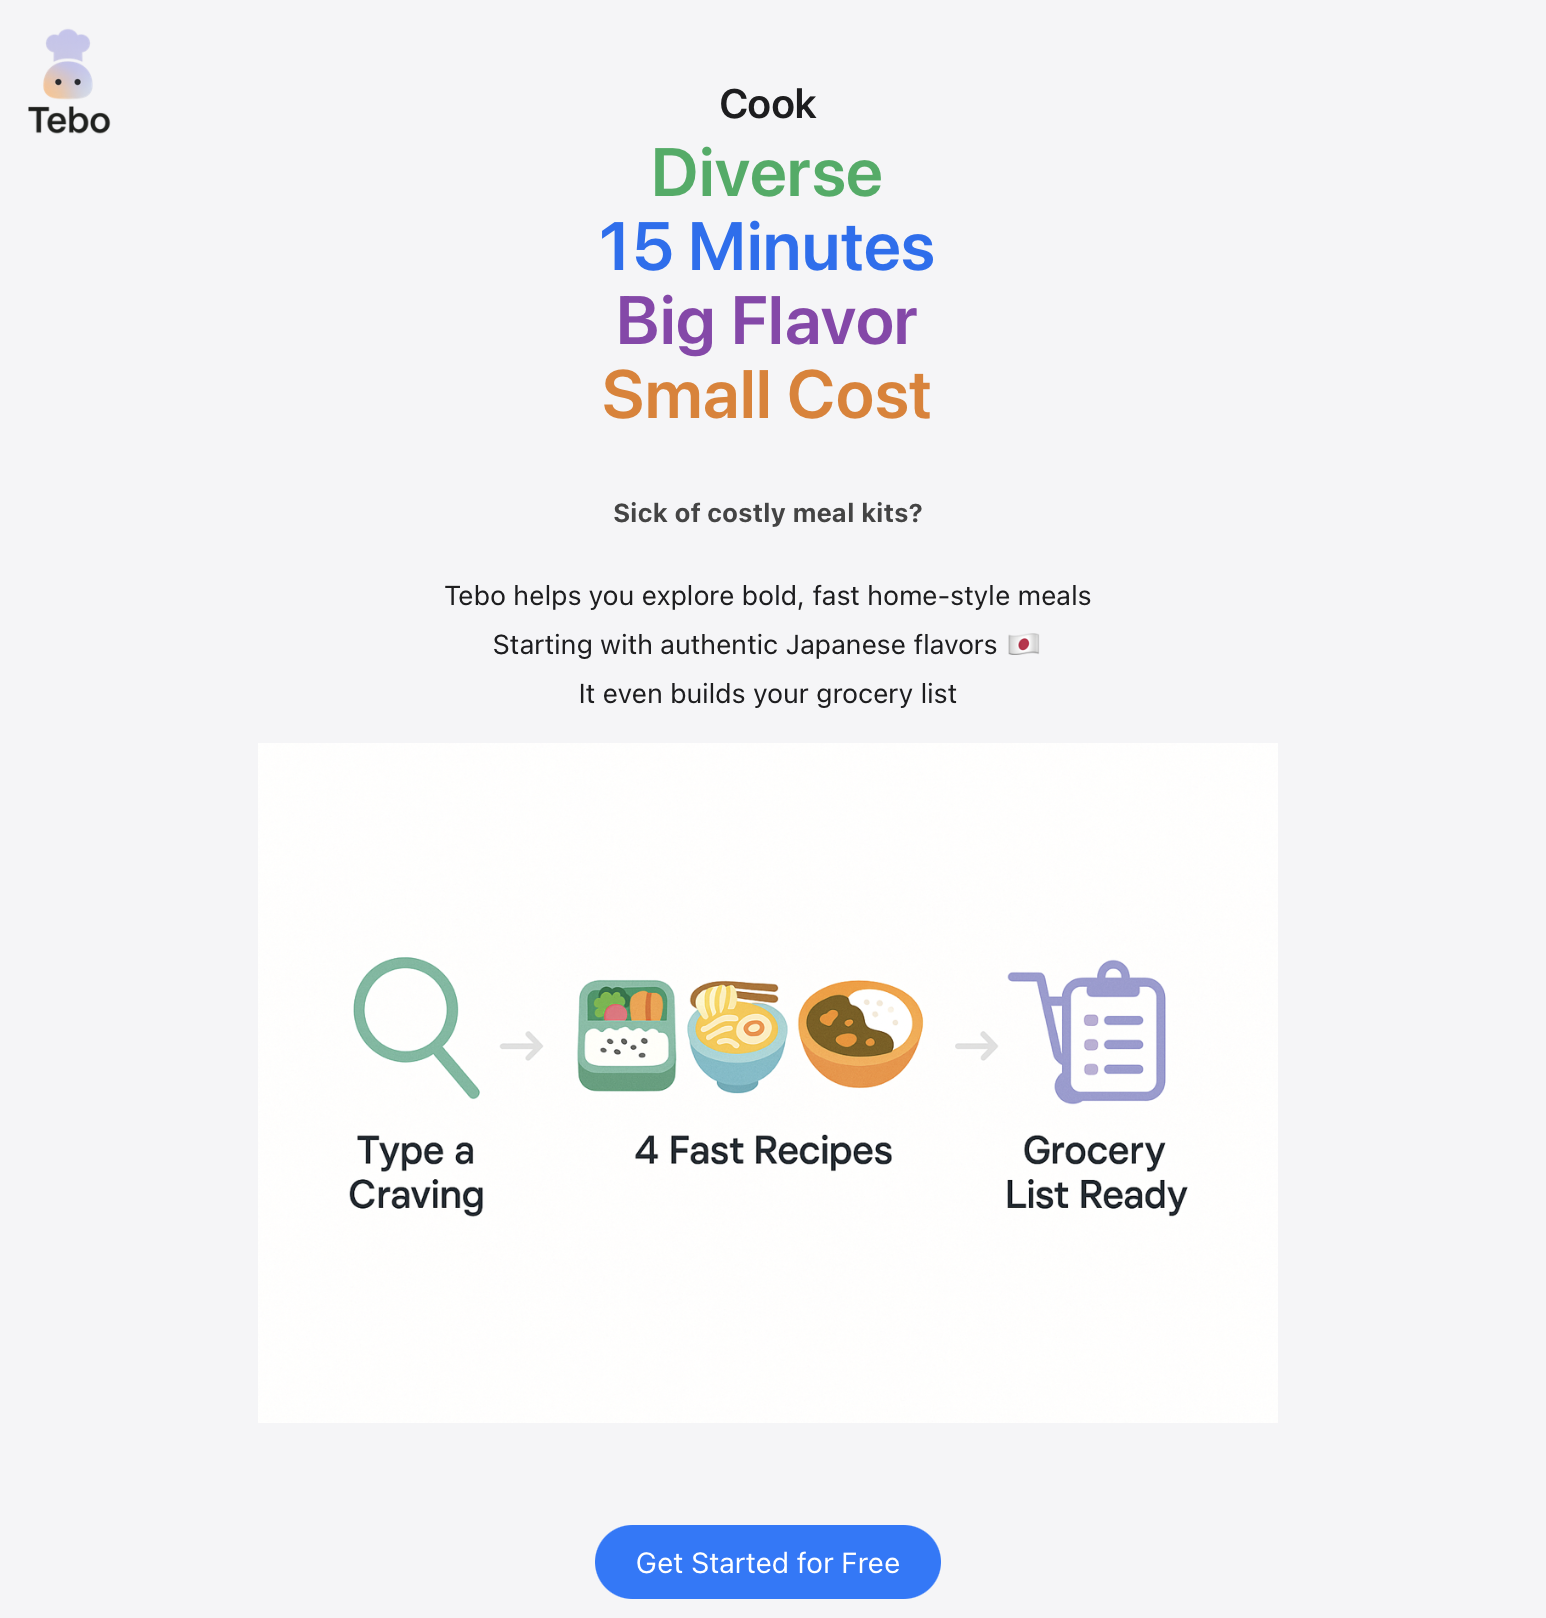 Tebo
Cook
Diverse
15 Minutes
Big Flavor
Small Cost
Sick of costly meal kits?
Tebo helps you explore bold, fast home-style meals
Starting with authentic Japanese flavors 🇯🇵
It even builds your grocery list
Type a
Craving
4 Fast Recipes
Grocery
List Ready
Get Started for Free